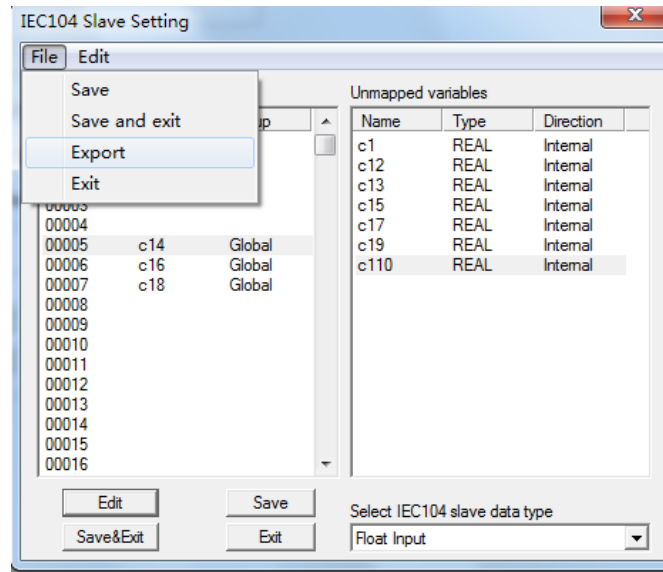 IEC104 Slave Setting
File Edit
Save
Save and exit
Export
Exit
Unmapped variables
Name Type Direction
c1 REAL Internal
c12 REAL Internal
c13 REAL Internal
c15 REAL Internal
c17 REAL Internal
c19 REAL Internal
c110 REAL Internal
00004
00005 c14 Global
00006 c16 Global
00007 c18 Global
00008
00009
00010
00011
00012
00013
00014
00015
00016
Edit Save
Save&Exit Exit
Select IEC104 slave data type
Float Input